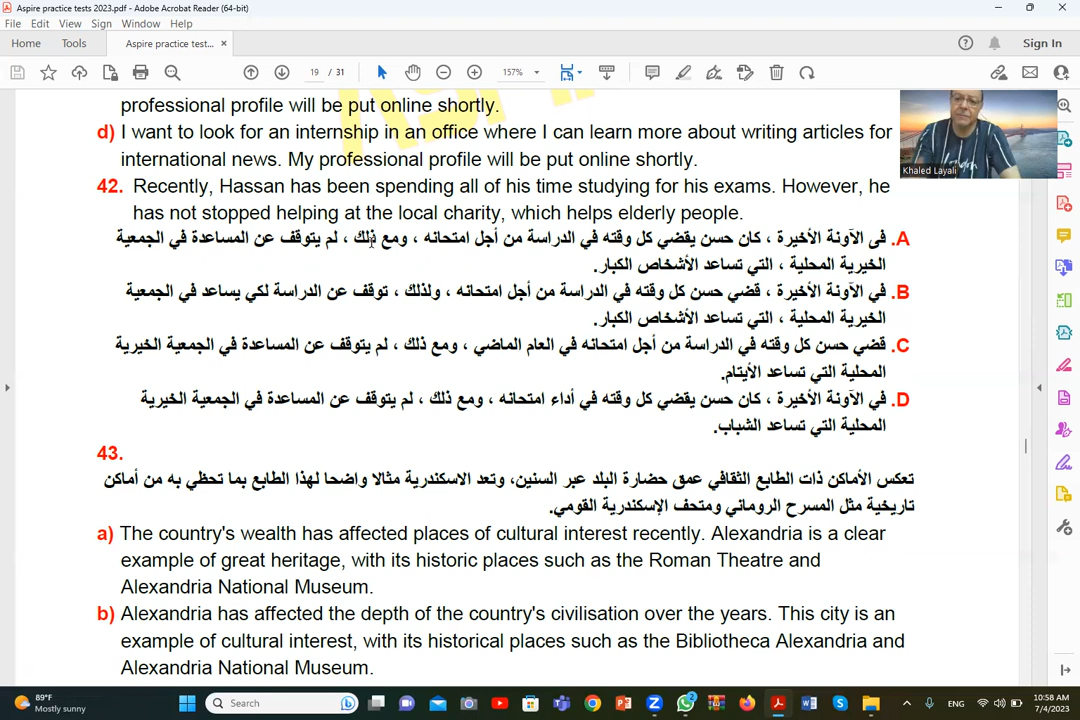 Aspire practice tests 2023.pdf - Adobe Acrobat Reader (64-bit)
File Edit View Sign Window Help
Home Tools Aspire practice test... × Sign In
19 / 31 157%
professional profile will be put online shortly.
d) I want to look for an internship in an office where I can learn more about writing articles for
international news. My professional profile will be put online shortly.
Khaled Layali
42. Recently, Hassan has been spending all of his time studying for his exams. However, he
has not stopped helping at the local charity, which helps elderly people.
A. فى الآونة الأخيرة ، كان حسن يقضي كل وقته في الدراسة من أجل امتحانه ، ومع ذلك ، لم يتوقف عن المساعدة في الجمعية
الخيرية المحلية ، التي تساعد الأشخاص الكبار.
B. في الآونة الأخيرة ، قضي حسن كل وقته في الدراسة من أجل امتحانه ، ولذلك ، توقف عن الدراسة لكي يساعد في الجمعية
الخيرية المحلية ، التي تساعد الأشخاص الكبار.
C. قضي حسن كل وقته في الدراسة من أجل امتحانه في العام الماضي ، ومع ذلك ، لم يتوقف عن المساعدة في الجمعية الخيرية
المحلية التي تساعد الأيتام.
D. في الآونة الأخيرة ، كان حسن يقضي كل وقته في أداء امتحانه ، ومع ذلك ، لم يتوقف عن المساعدة في الجمعية الخيرية
المحلية التي تساعد الشباب.
43.
تعكس الأماكن ذات الطابع الثقافي عمق حضارة البلد عبر السنين، وتعد الاسكندرية مثالا واضحا لهذا الطابع بما تحظي به من أماكن
تاريخية مثل المسرح الروماني ومتحف الإسكندرية القومي.
a) The country's wealth has affected places of cultural interest recently. Alexandria is a clear
example of great heritage, with its historic places such as the Roman Theatre and
Alexandria National Museum.
b) Alexandria has affected the depth of the country's civilisation over the years. This city is an
example of cultural interest, with its historical places such as the Bibliotheca Alexandria and
Alexandria National Museum.
89°F
Mostly sunny
Search
2
ENG
10:58 AM
7/4/2023